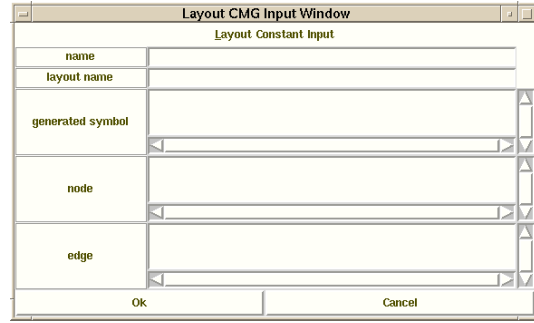 Layout CMG Input Window
Layout Constant Input
name
layout name
generated symbol
node
edge
Ok
Cancel